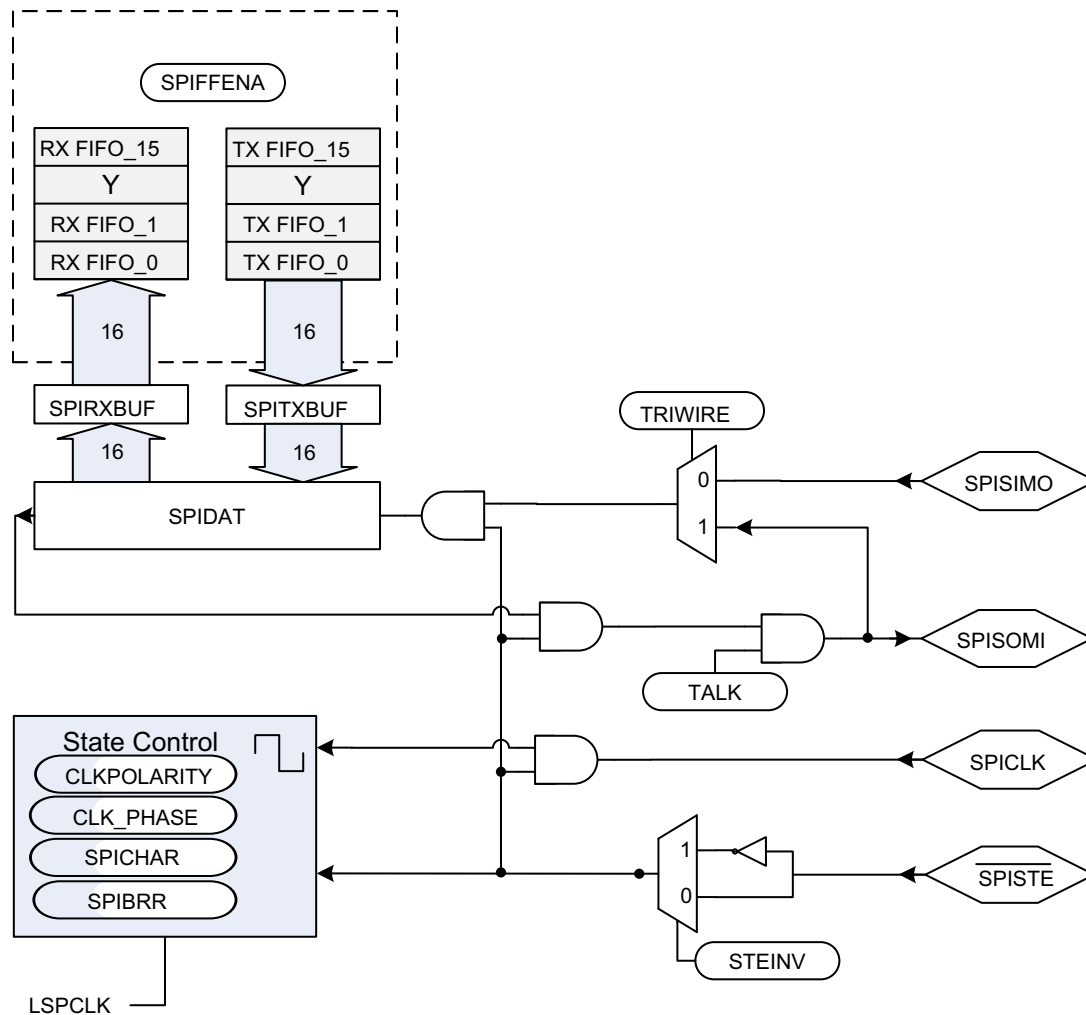 SPIFFENA
RX FIFO_15
TX FIFO_15
Y
Y
RX FIFO_1
TX FIFO_1
RX FIFO_0
TX FIFO_0
16
16
SPIRXBUF
SPITXBUF
16
16
TRIWIRE
0
1
SPISIMO
SPIDAT
SPISOMI
TALK
State Control
CLKPOLARITY
CLK_PHASE
SPICHAR
SPIBRR
SPICLK
1
0
SPISTE
STEINV
LSPCLK